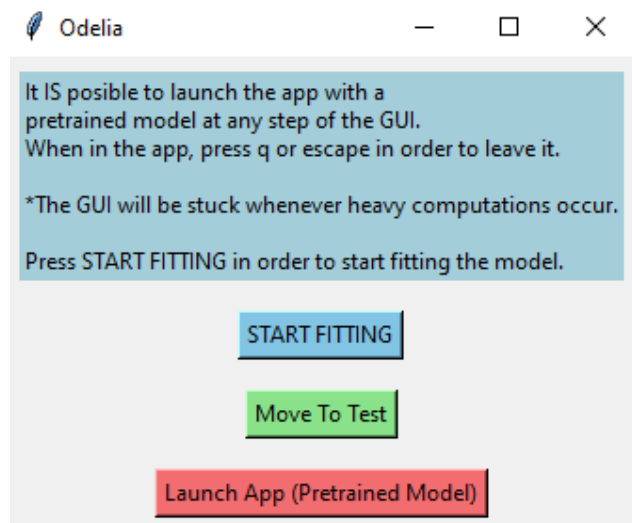 Odelia
It IS posible to launch the app with a
pretrained model at any step of the GUI.
When in the app, press q or escape in order to leave it.
*The GUI will be stuck whenever heavy computations occur.
Press START FITTING in order to start fitting the model.
START FITTING
Move To Test
Launch App (Pretrained Model)